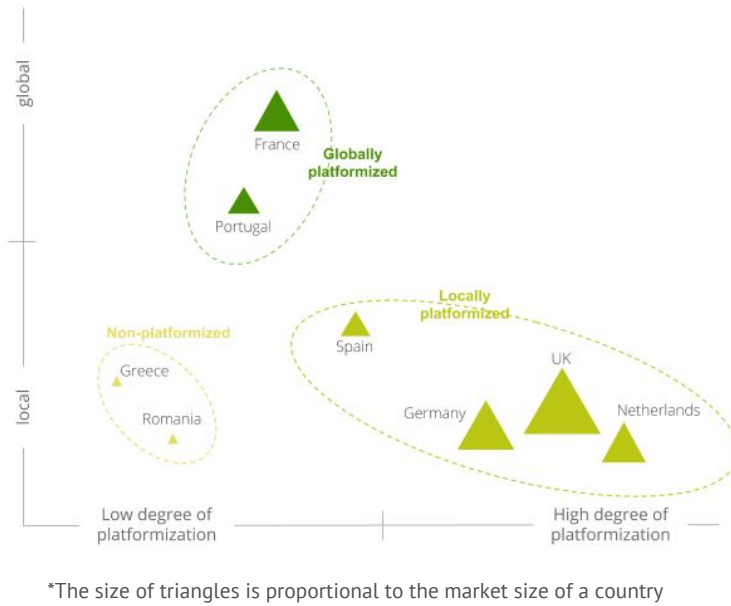 global
France
Globally
platformized
Portugal
Locally
platformized
Non-platformized
Spain
UK
Greece
local
Germany
Netherlands
Romania
Low degree of
platformization
High degree of
platformization
*The size of triangles is proportional to the market size of a country